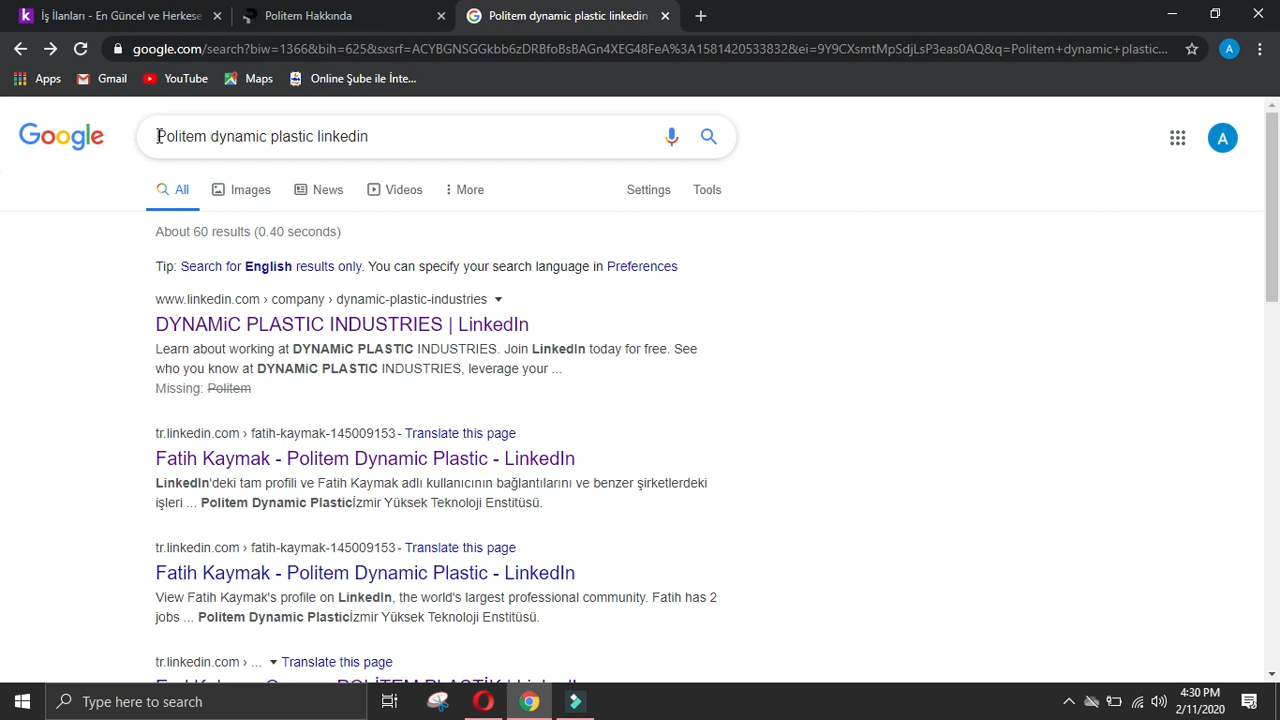 İş İlanları - En Güncel ve Herkese
Politem Hakkında
Politem dynamic plastic linkedin
google.com/search?biw=1366&bih=625&sxsrf=ACYBGNSGGkbb6zDRBfoBsBAGn4XEG48FeA%3A1581420533832&ei=9Y9CXsmtMpSdjLsP3eas0AQ&q=Politem+dynamic+plastic...
A
Apps
Gmail
YouTube
Maps
Online Şube ile İnte...
Google
Politem dynamic plastic linkedin
A
All
Images
News
Videos
More
Settings
Tools
About 60 results (0.40 seconds)
Tip: Search for English results only. You can specify your search language in Preferences
www.linkedin.com › company › dynamic-plastic-industries
DYNAMiC PLASTIC INDUSTRIES | LinkedIn
Learn about working at DYNAMiC PLASTIC INDUSTRIES. Join LinkedIn today for free. See
who you know at DYNAMiC PLASTIC INDUSTRIES, leverage your ...
Missing: Politem
tr.linkedin.com › fatih-kaymak-145009153 - Translate this page
Fatih Kaymak - Politem Dynamic Plastic - LinkedIn
LinkedIn'deki tam profili ve Fatih Kaymak adlı kullanıcının bağlantılarını ve benzer şirketlerdeki
işleri ... Politem Dynamic Plasticİzmir Yüksek Teknoloji Enstitüsü.
tr.linkedin.com › fatih-kaymak-145009153 - Translate this page
Fatih Kaymak - Politem Dynamic Plastic - LinkedIn
View Fatih Kaymak's profile on LinkedIn, the world's largest professional community. Fatih has 2
jobs ... Politem Dynamic Plasticİzmir Yüksek Teknoloji Enstitüsü.
tr.linkedin.com › ... Translate this page
Type here to search
4:30 PM
2/11/2020